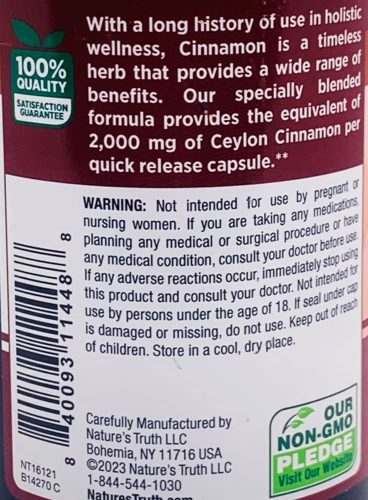 With a long history of use in holistic
wellness, Cinnamon is a timeless
herb that provides a wide range of
benefits. Our specially blended
formula provides the equivalent of
2,000 mg of Ceylon Cinnamon per
quick release capsule.**
100%
QUALITY
SATISFACTION
GUARANTEE
WARNING: Not intended for use by pregnant or
nursing women. If you are taking any medications,
planning any medical or surgical procedure or have
any medical condition, consult your doctor before use.
If any adverse reactions occur, immediately stop using
this product and consult your doctor. Not intended for
use by persons under the age of 18. If seal under cap
is damaged or missing, do not use. Keep out of reach
of children. Store in a cool, dry place.
8 40093 11448 8
NT16121
B14270 C
Carefully Manufactured by
Nature's Truth LLC
Bohemia, NY 11716 USA
©2023 Nature's Truth LLC
1-844-544-1030
NaturesTruth.com
OUR
NON-GMO
PLEDGE
Visit Our Website